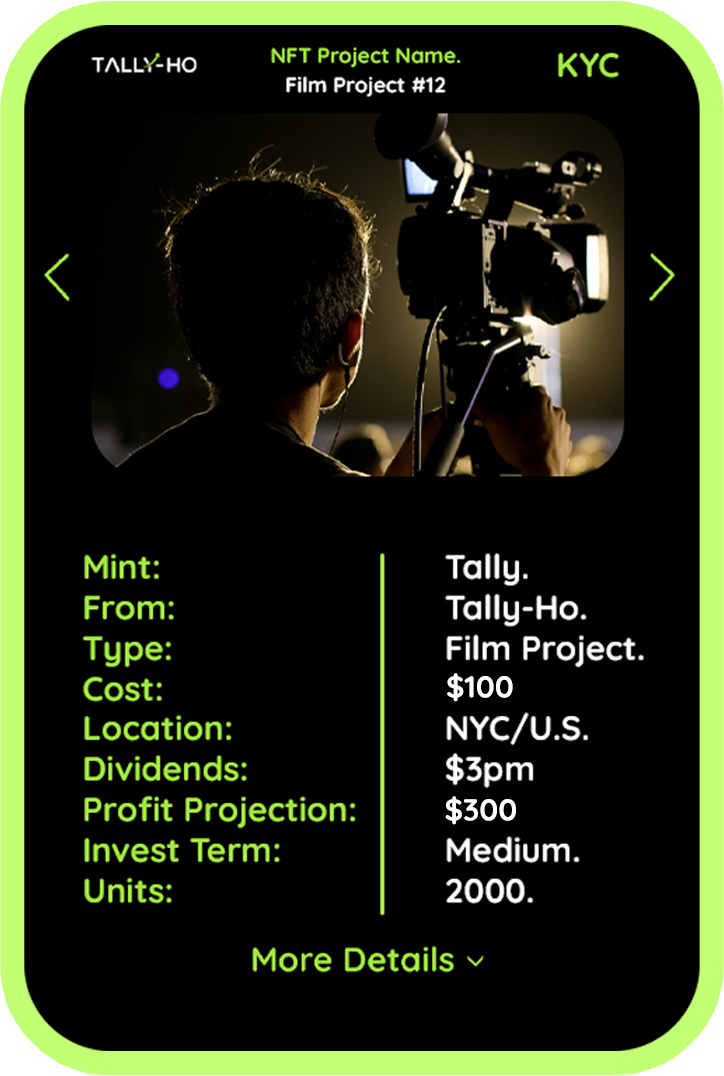 TALLY-HO
NFT Project Name.
Film Project #12
KYC
Mint: Tally.
From: Tally-Ho.
Type: Film Project.
Cost: $100
Location: NYC/U.S.
Dividends: $3pm
Profit Projection: $300
Invest Term: Medium.
Units: 2000.
More Details